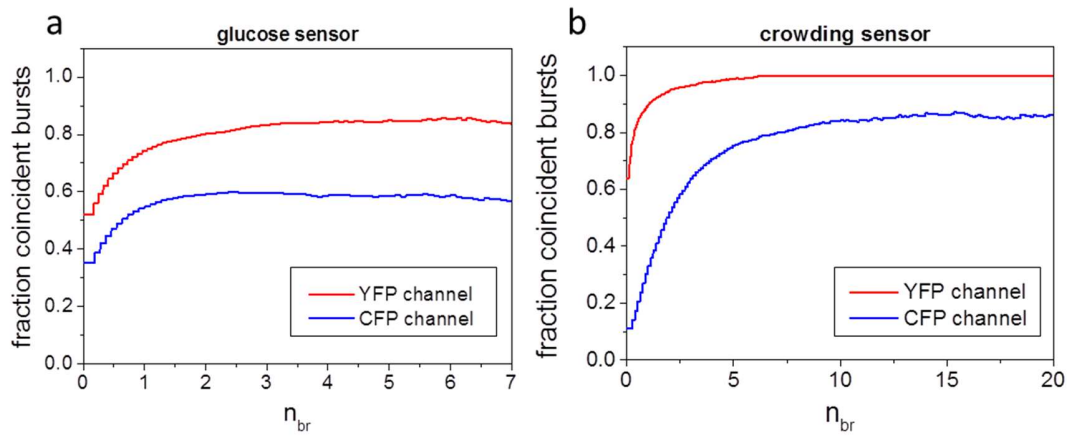 a
glucose sensor
fraction coincident bursts
1.0
0.8
0.6
0.4
0.2
0.0
0 1 2 3 4 5 6 7
n_br
YFP channel
CFP channel
b
crowding sensor
fraction coincident bursts
1.0
0.8
0.6
0.4
0.2
0.0
0 5 10 15 20
n_br
YFP channel
CFP channel